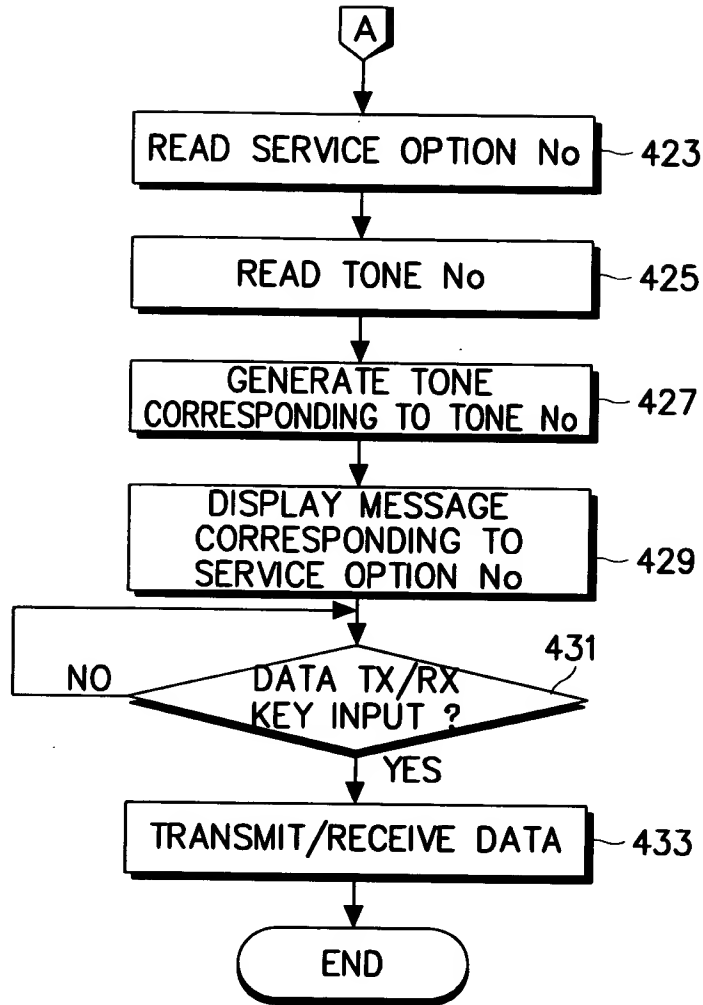 A
READ SERVICE OPTION No
423
READ TONE No
425
GENERATE TONE
CORRESPONDING TO TONE No
427
DISPLAY MESSAGE
CORRESPONDING TO
SERVICE OPTION No
429
431
NO
DATA TX/RX
KEY INPUT ?
YES
TRANSMIT/RECEIVE DATA
433
END